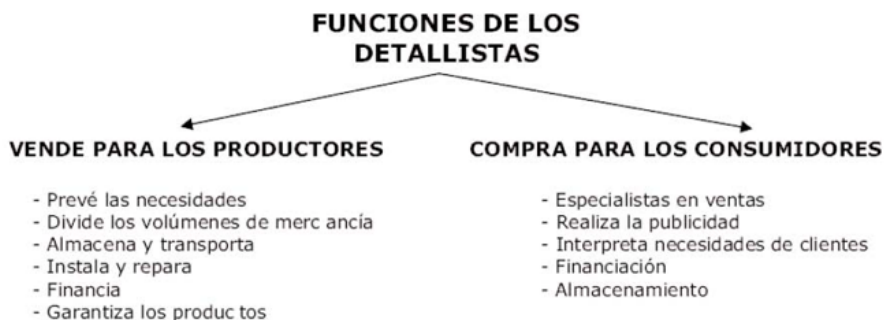 FUNCIONES DE LOS
DETALLISTAS
VENDE PARA LOS PRODUCTORES
- Prevé las necesidades
- Divide los volúmenes de merc ancía
- Almacena y transporta
- Instala y repara
- Financia
- Garantiza los produc tos
COMPRA PARA LOS CONSUMIDORES
- Especialistas en ventas
- Realiza la publicidad
- Interpreta necesidades de clientes
- Financiación
- Almacenamiento